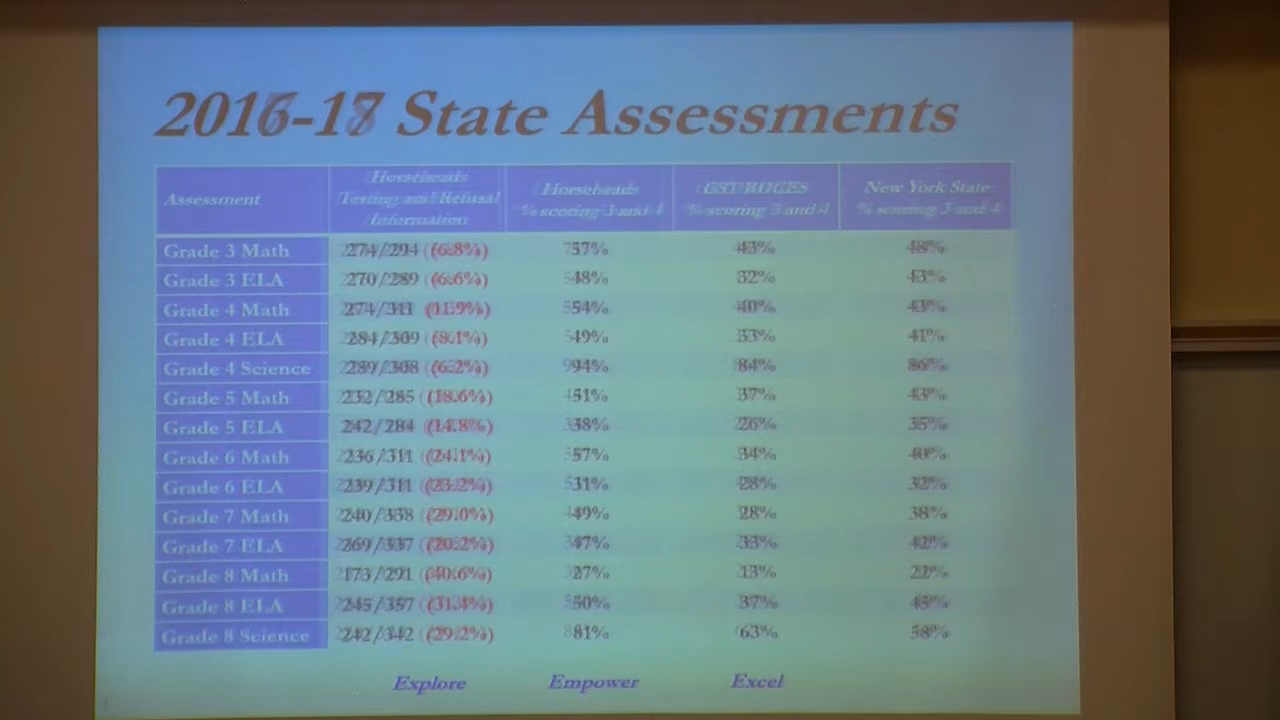 2016-17 State Assessments
Assessment Horseheads Testing and Refusal Information Horseheads % scoring 3 and 4 GST BOCES % scoring 3 and 4 New York State % scoring 3 and 4
Grade 3 Math 274/294 (6.8%) 57% 43% 48%
Grade 3 ELA 270/289 (6.6%) 48% 32% 43%
Grade 4 Math 274/311 (11.9%) 54% 40% 43%
Grade 4 ELA 284/309 (8.1%) 49% 33% 41%
Grade 4 Science 289/308 (6.2%) 94% 84% 86%
Grade 5 Math 232/285 (18.6%) 51% 37% 43%
Grade 5 ELA 242/284 (14.8%) 38% 26% 35%
Grade 6 Math 236/311 (24.1%) 57% 34% 40%
Grade 6 ELA 239/311 (23.2%) 31% 28% 32%
Grade 7 Math 240/338 (29.0%) 49% 28% 38%
Grade 7 ELA 269/337 (20.2%) 47% 33% 42%
Grade 8 Math 173/291 (40.6%) 27% 13% 22%
Grade 8 ELA 245/357 (31.4%) 50% 37% 45%
Grade 8 Science 242/342 (29.2%) 81% 63% 58%
Explore Empower Excel